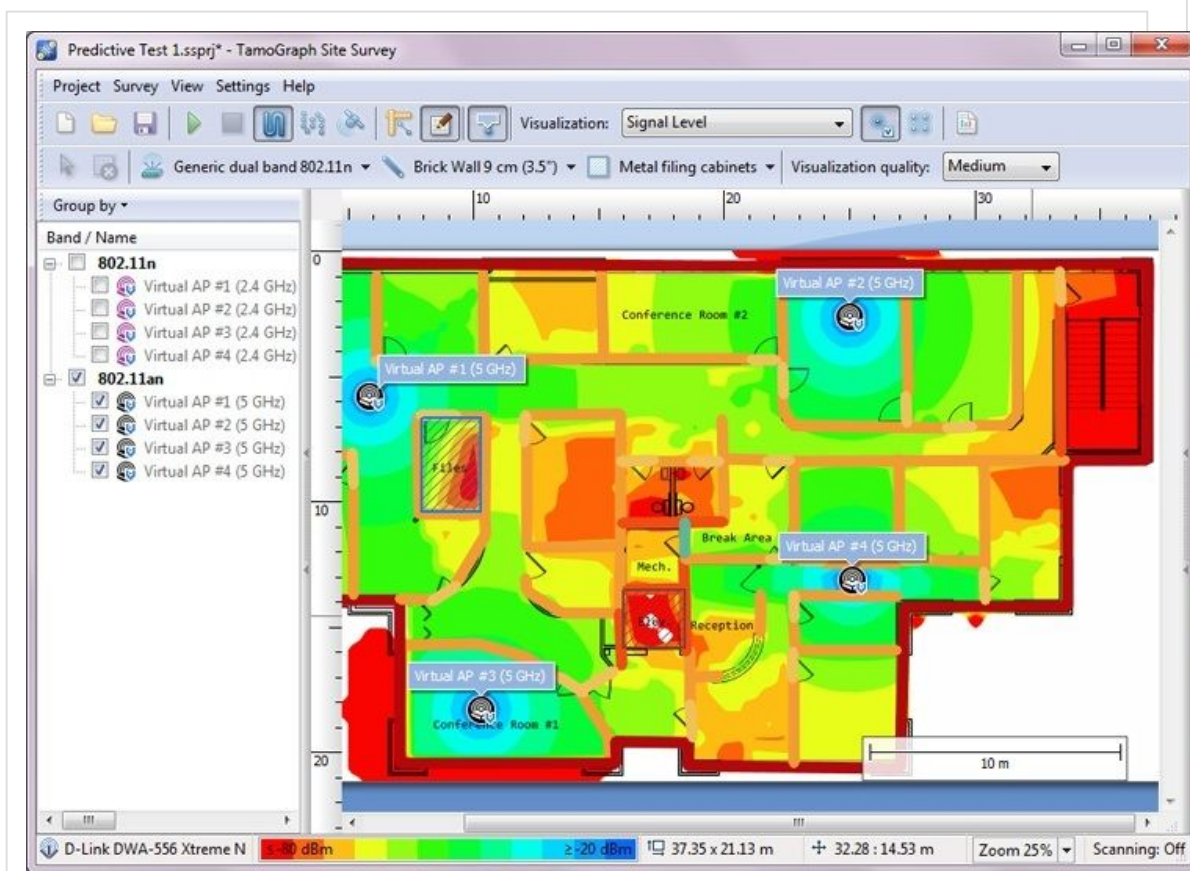 Predictive Test 1.ssprj* - TamoGraph Site Survey
Project Survey View Settings Help
Visualization: Signal Level
Generic dual band 802.11n Brick Wall 9 cm (3.5") Metal filing cabinets Visualization quality: Medium
Group by
10 20 30
Band / Name
802.11n
Virtual AP #1 (2.4 GHz)
Virtual AP #2 (2.4 GHz)
Virtual AP #3 (2.4 GHz)
Virtual AP #4 (2.4 GHz)
802.11an
Virtual AP #1 (5 GHz)
Virtual AP #2 (5 GHz)
Virtual AP #3 (5 GHz)
Virtual AP #4 (5 GHz)
0
10
20
Virtual AP #2 (5 GHz)
Conference Room #2
Virtual AP #1 (5 GHz)
Files
Break Area
Virtual AP #4 (5 GHz)
Mech.
Elev.
Reception
Virtual AP #3 (5 GHz)
Conference Room #1
10 m
D-Link DWA-556 Xtreme N ≤-80 dBm ≥-20 dBm 37.35 x 21.13 m 32.28 : 14.53 m Zoom 25% Scanning: Off